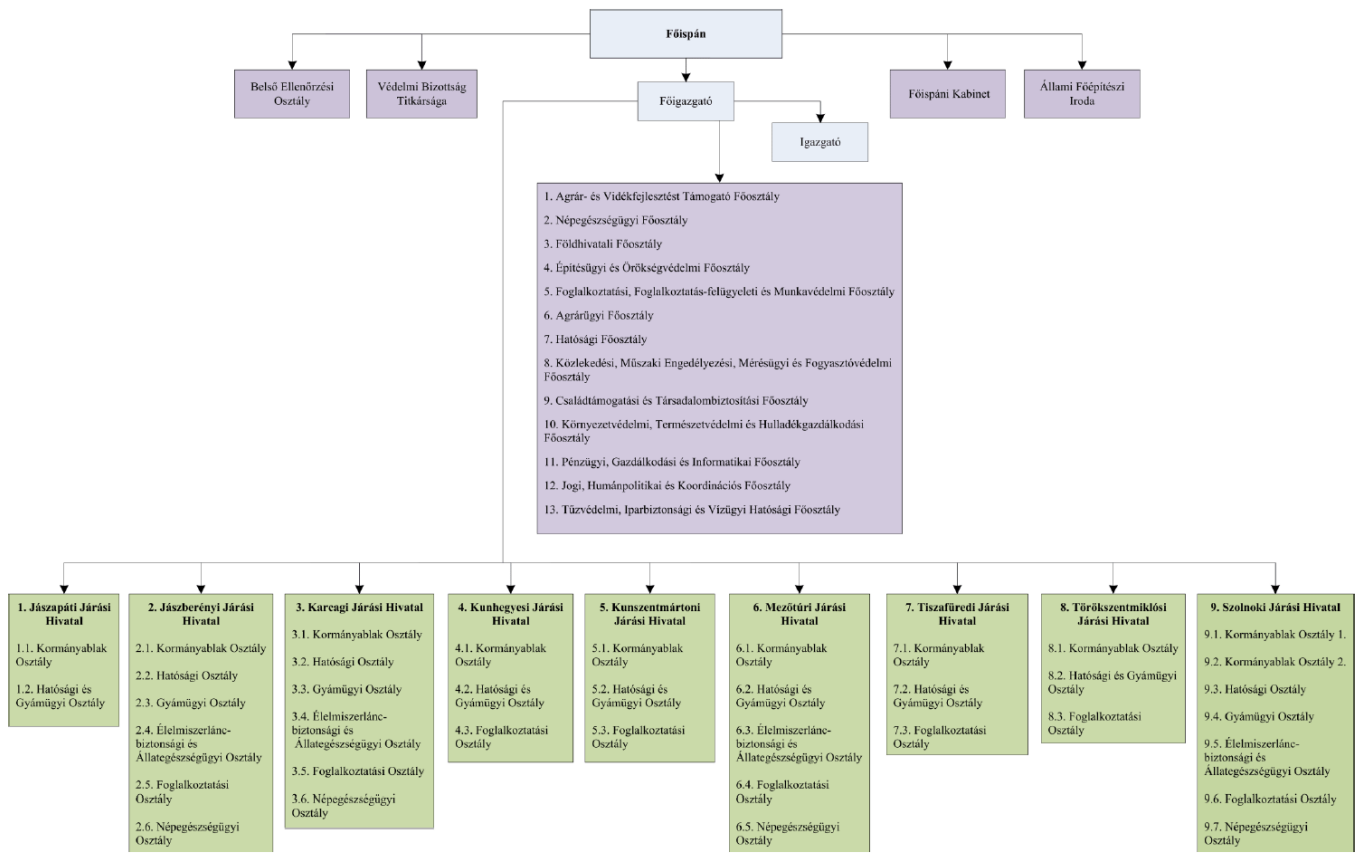 Főispán
Belső Ellenőrzési
Osztály
Védelmi Bizottság
Titkársága
Főispáni Kabinet
Állami Főépítészi
Iroda
Főigazgató
Igazgató
1. Agrár- és Vidékfejlesztést Támogató Főosztály
2. Népegészségügyi Főosztály
3. Földhivatali Főosztály
4. Építésügyi és Örökségvédelmi Főosztály
5. Foglalkoztatási, Foglalkoztatás-felügyeleti és Munkavédelmi Főosztály
6. Agrárügyi Főosztály
7. Hatósági Főosztály
8. Közlekedési, Műszaki Engedélyezési, Mérésügyi és Fogyasztóvédelmi
Főosztály
9. Családtámogatási és Társadalombiztosítási Főosztály
10. Környezetvédelmi, Természetvédelmi és Hulladékgazdálkodási
Főosztály
11. Pénzügyi, Gazdálkodási és Informatikai Főosztály
12. Jogi, Humánpolitikai és Koordinációs Főosztály
13. Tűzvédelmi, Iparbiztonsági és Vízügyi Hatósági Főosztály
1. Jászapáti Járási
Hivatal
1.1. Kormányablak
Osztály
1.2. Hatósági és
Gyámügyi Osztály
2. Jászberényi Járási
Hivatal
2.1. Kormányablak Osztály
2.2. Hatósági Osztály
2.3. Gyámügyi Osztály
2.4. Élelmiszerlánc-
biztonsági és
Állategészségügyi Osztály
2.5. Foglalkoztatási
Osztály
2.6. Népegészségügyi
Osztály
3. Karcagi Járási Hivatal
3.1. Kormányablak Osztály
3.2. Hatósági Osztály
3.3. Gyámügyi Osztály
3.4. Élelmiszerlánc-
biztonsági és
Állategészségügyi Osztály
3.5. Foglalkoztatási Osztály
3.6. Népegészségügyi
Osztály
4. Kunhegyesi Járási
Hivatal
4.1. Kormányablak
Osztály
4.2. Hatósági és
Gyámügyi Osztály
4.3. Foglalkoztatási
Osztály
5. Kunszentmártoni
Járási Hivatal
5.1. Kormányablak
Osztály
5.2. Hatósági és
Gyámügyi Osztály
5.3. Foglalkoztatási
Osztály
6. Mezőtúri Járási
Hivatal
6.1. Kormányablak
Osztály
6.2. Hatósági és
Gyámügyi Osztály
6.3. Élelmiszerlánc-
biztonsági és
Állategészségügyi Osztály
6.4. Foglalkoztatási
Osztály
6.5. Népegészségügyi
Osztály
7. Tiszafüredi Járási
Hivatal
7.1. Kormányablak
Osztály
7.2. Hatósági és
Gyámügyi Osztály
7.3. Foglalkoztatási
Osztály
8. Törökszentmiklósi
Járási Hivatal
8.1. Kormányablak Osztály
8.2. Hatósági és Gyámügyi
Osztály
8.3. Foglalkoztatási
Osztály
9. Szolnoki Járási Hivatal
9.1. Kormányablak Osztály 1.
9.2. Kormányablak Osztály 2.
9.3. Hatósági Osztály
9.4. Gyámügyi Osztály
9.5. Élelmiszerlánc-
biztonsági és
Állategészségügyi Osztály
9.6. Foglalkoztatási Osztály
9.7. Népegészségügyi
Osztály